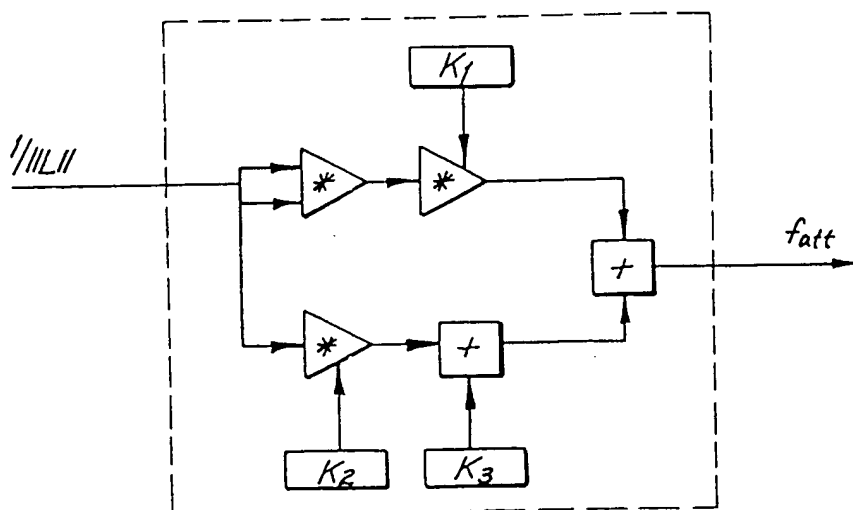 K1
1/||L||
*
*
fatt
+
*
+
K2
K3